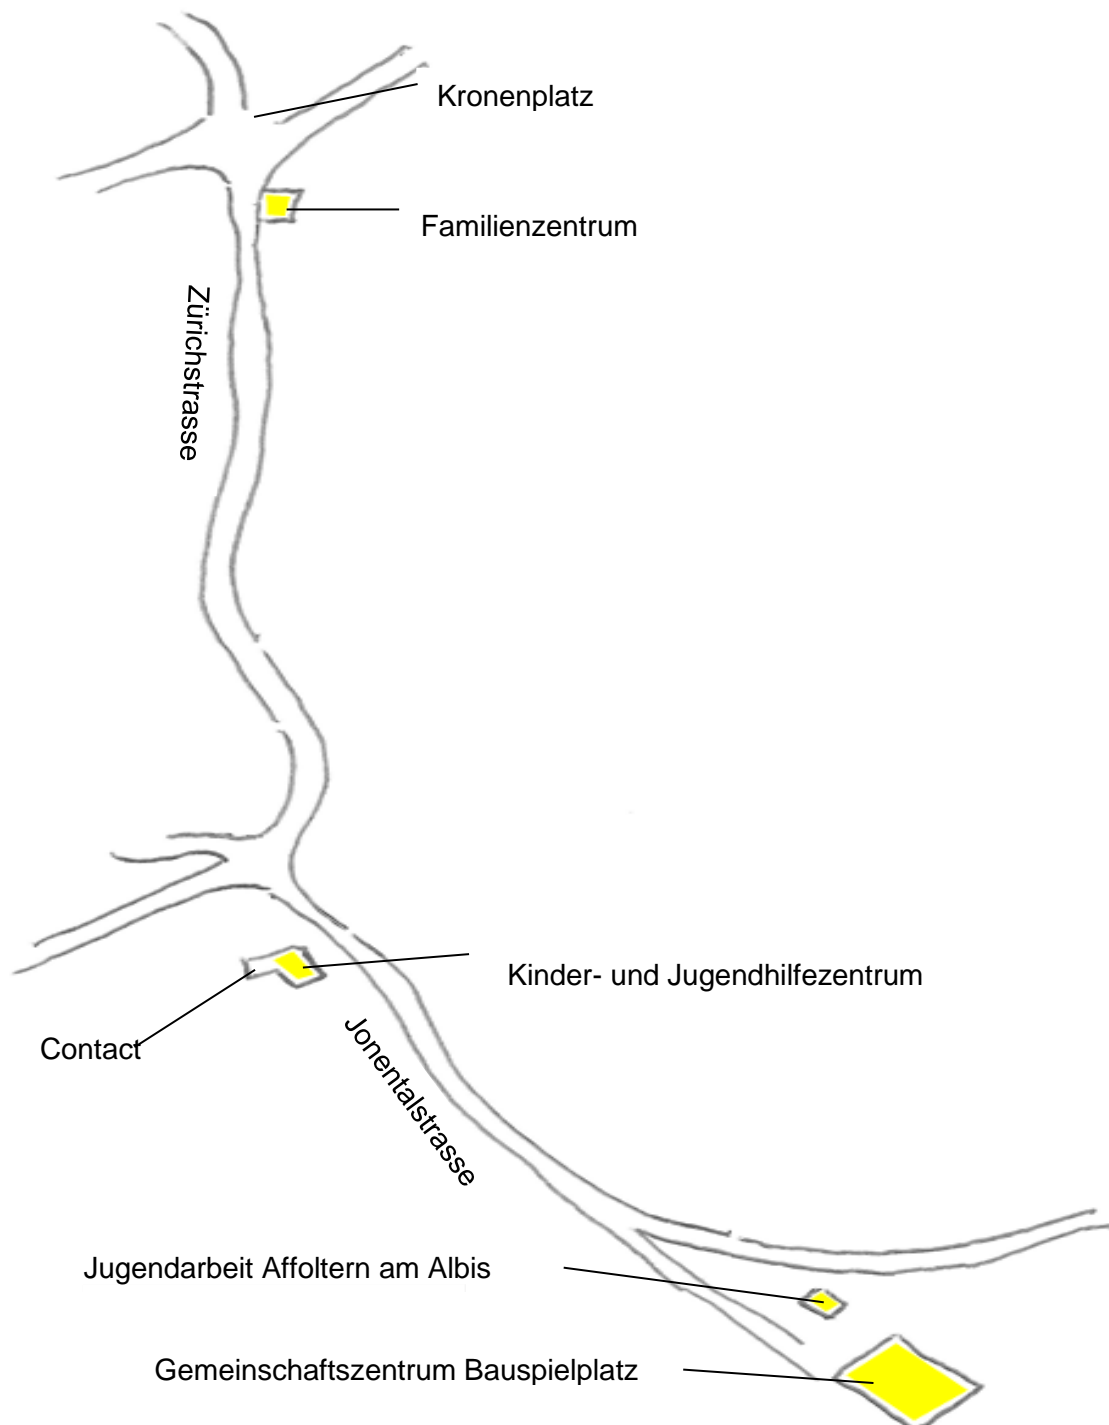 Kronenplatz
Familienzentrum
Zürichstrasse
Kinder- und Jugendhilfezentrum
Contact
Jonentalstrasse
Jugendarbeit Affoltern am Albis
Gemeinschaftszentrum Bauspielplatz